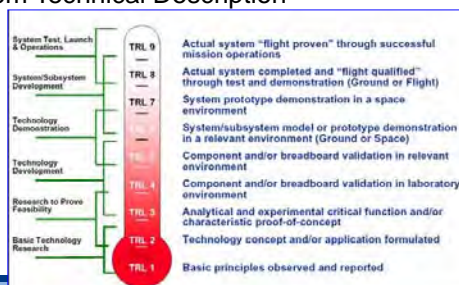 m Technical Description
System Test, Launch
& Operations
System/Subsystem
Development
Technology
Demonstration
Technology
Development
Research to Prove
Feasibility
Basic Technology
Research
TRL 9
Actual system “flight proven” through successful
mission operations
TRL 8
Actual system completed and “flight qualified”
through test and demonstration (Ground or Flight)
TRL 7
System prototype demonstration in a space
environment
System/subsystem model or prototype demonstration
in a relevant environment (Ground or Space)
Component and/or breadboard validation in relevant
environment
TRL 4
Component and/or breadboard validation in laboratory
environment
TRL 3
Analytical and experimental critical function and/or
characteristic proof-of-concept
TRL 2
Technology concept and/or application formulated
TRL 1
Basic principles observed and reported